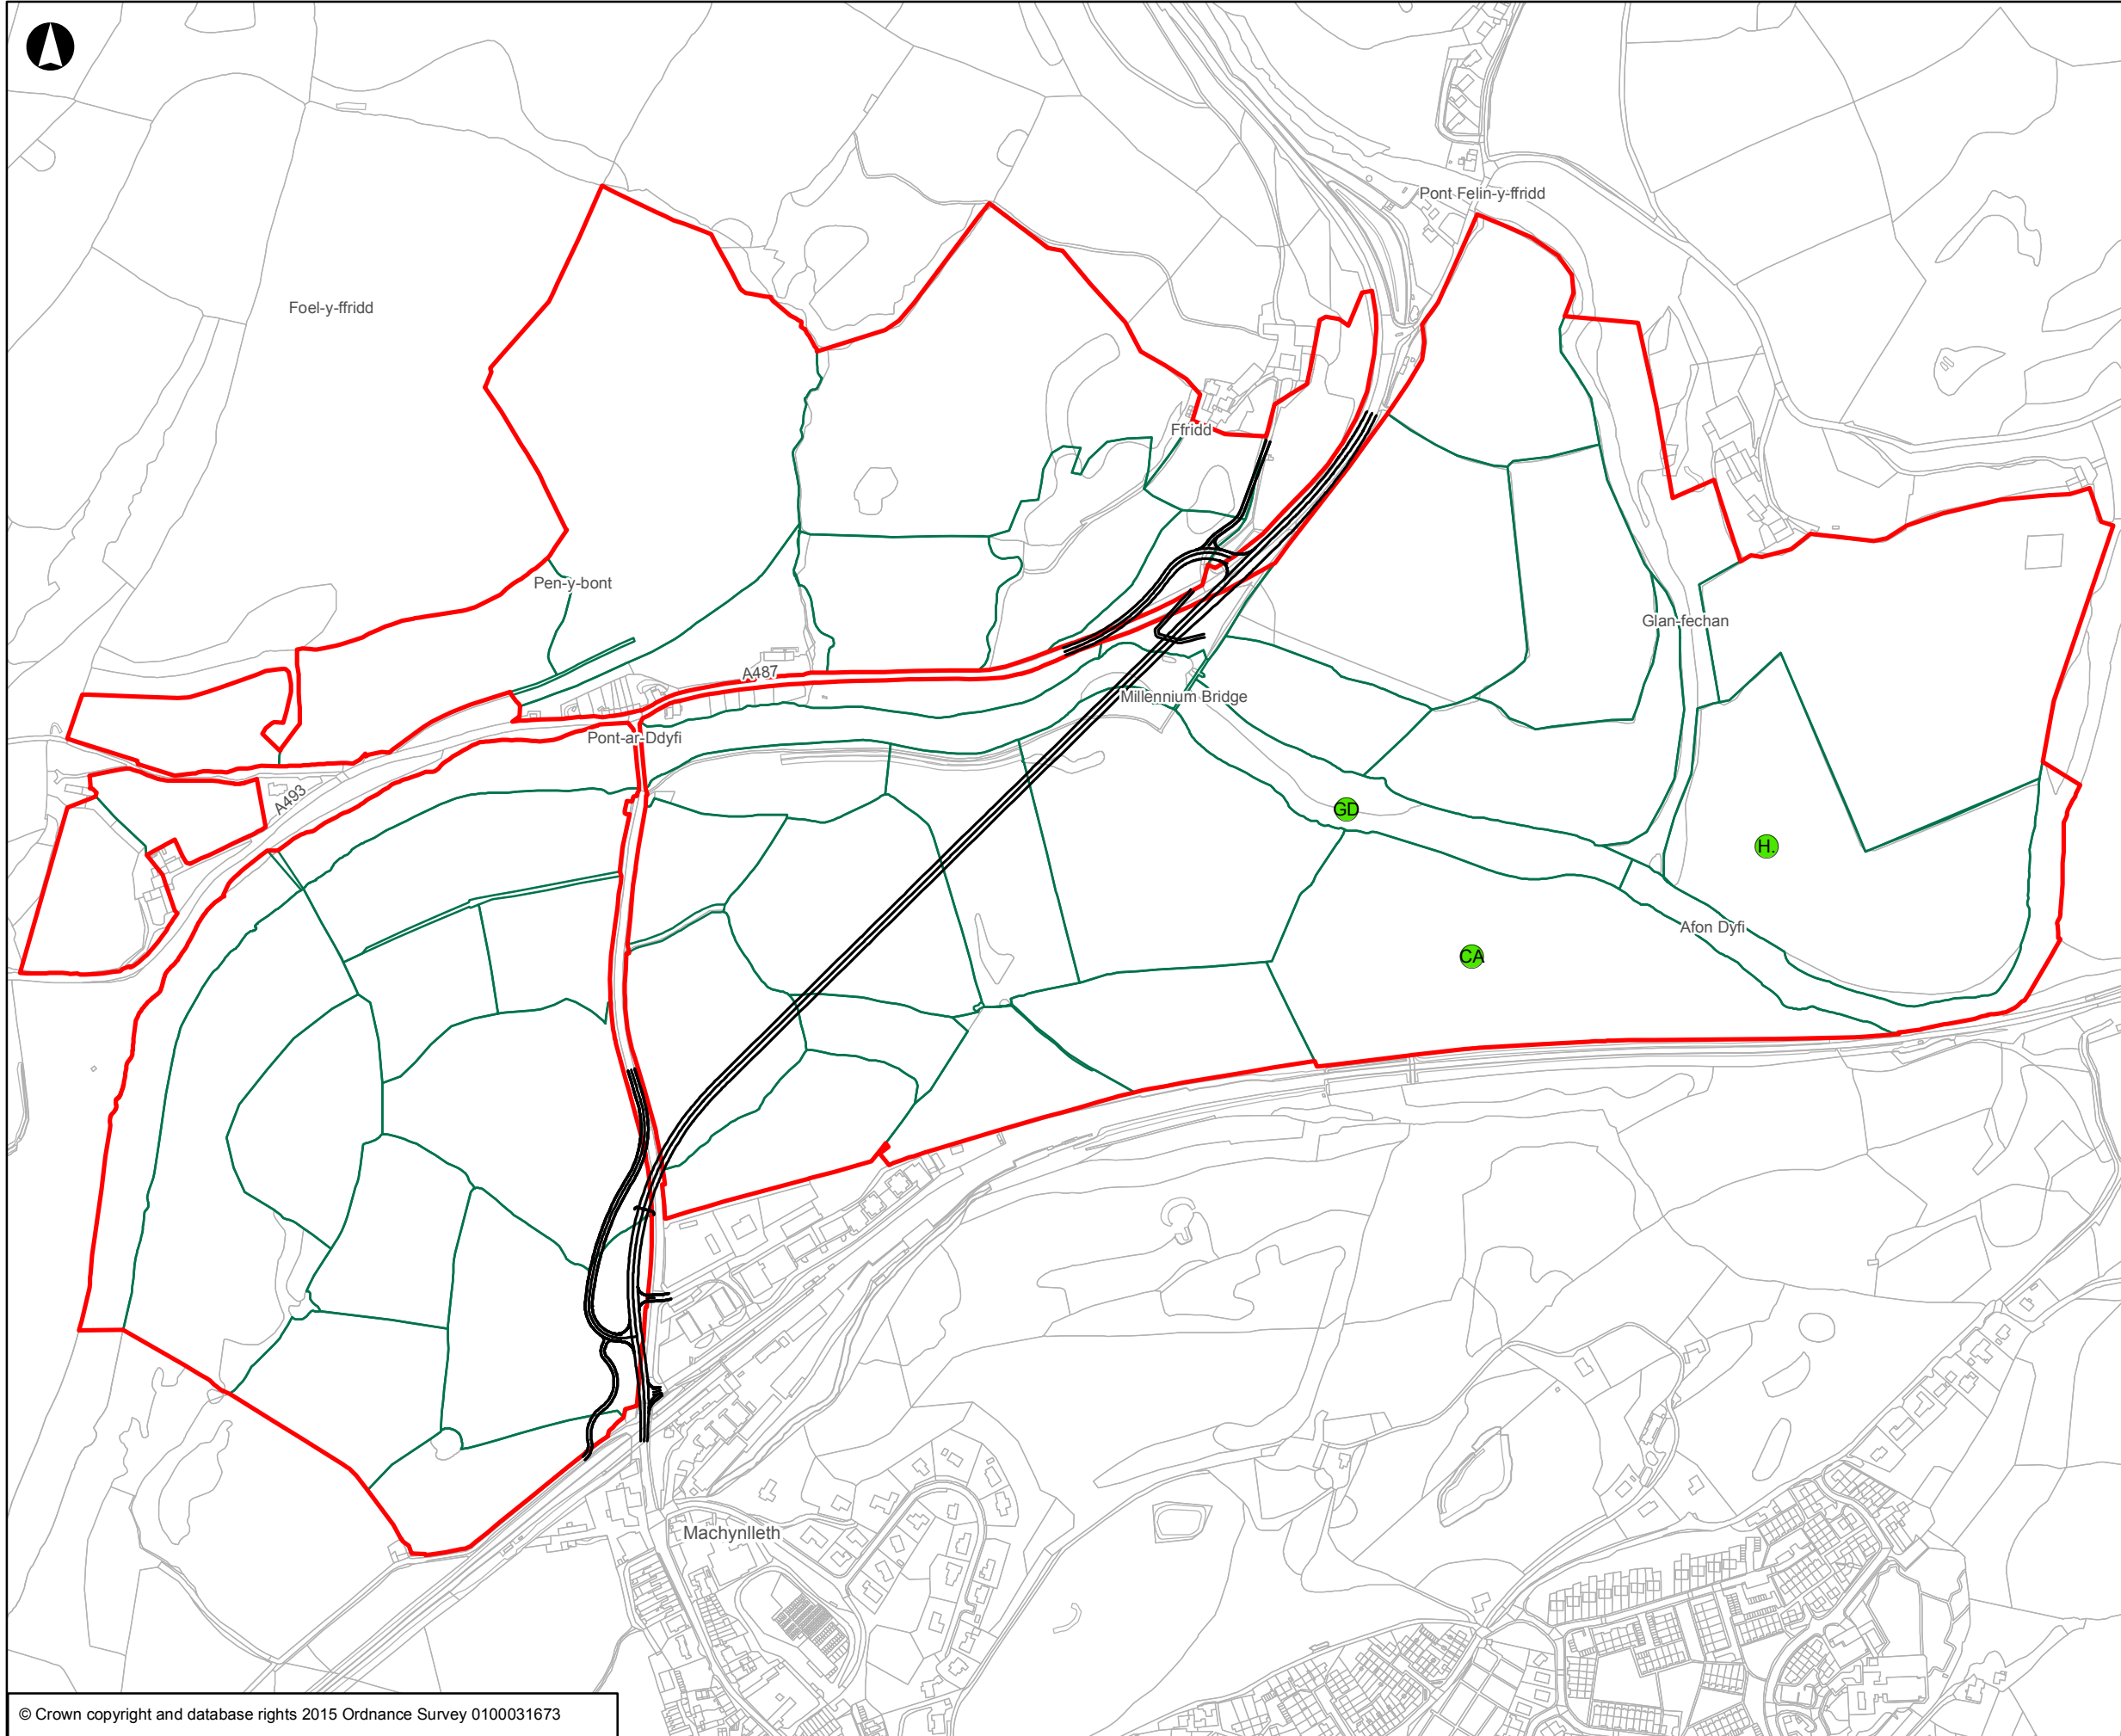 Pont Felin-y-ffridd
Foel-y-ffridd
Ffridd
Pen-y-bont
Glan-fechan
A487
Millennium Bridge
Pont-ar-Ddyfi
A493
GD
H.
Afon Dyfi
CA
Machynlleth
© Crown copyright and database rights 2015 Ordnance Survey 0100031673